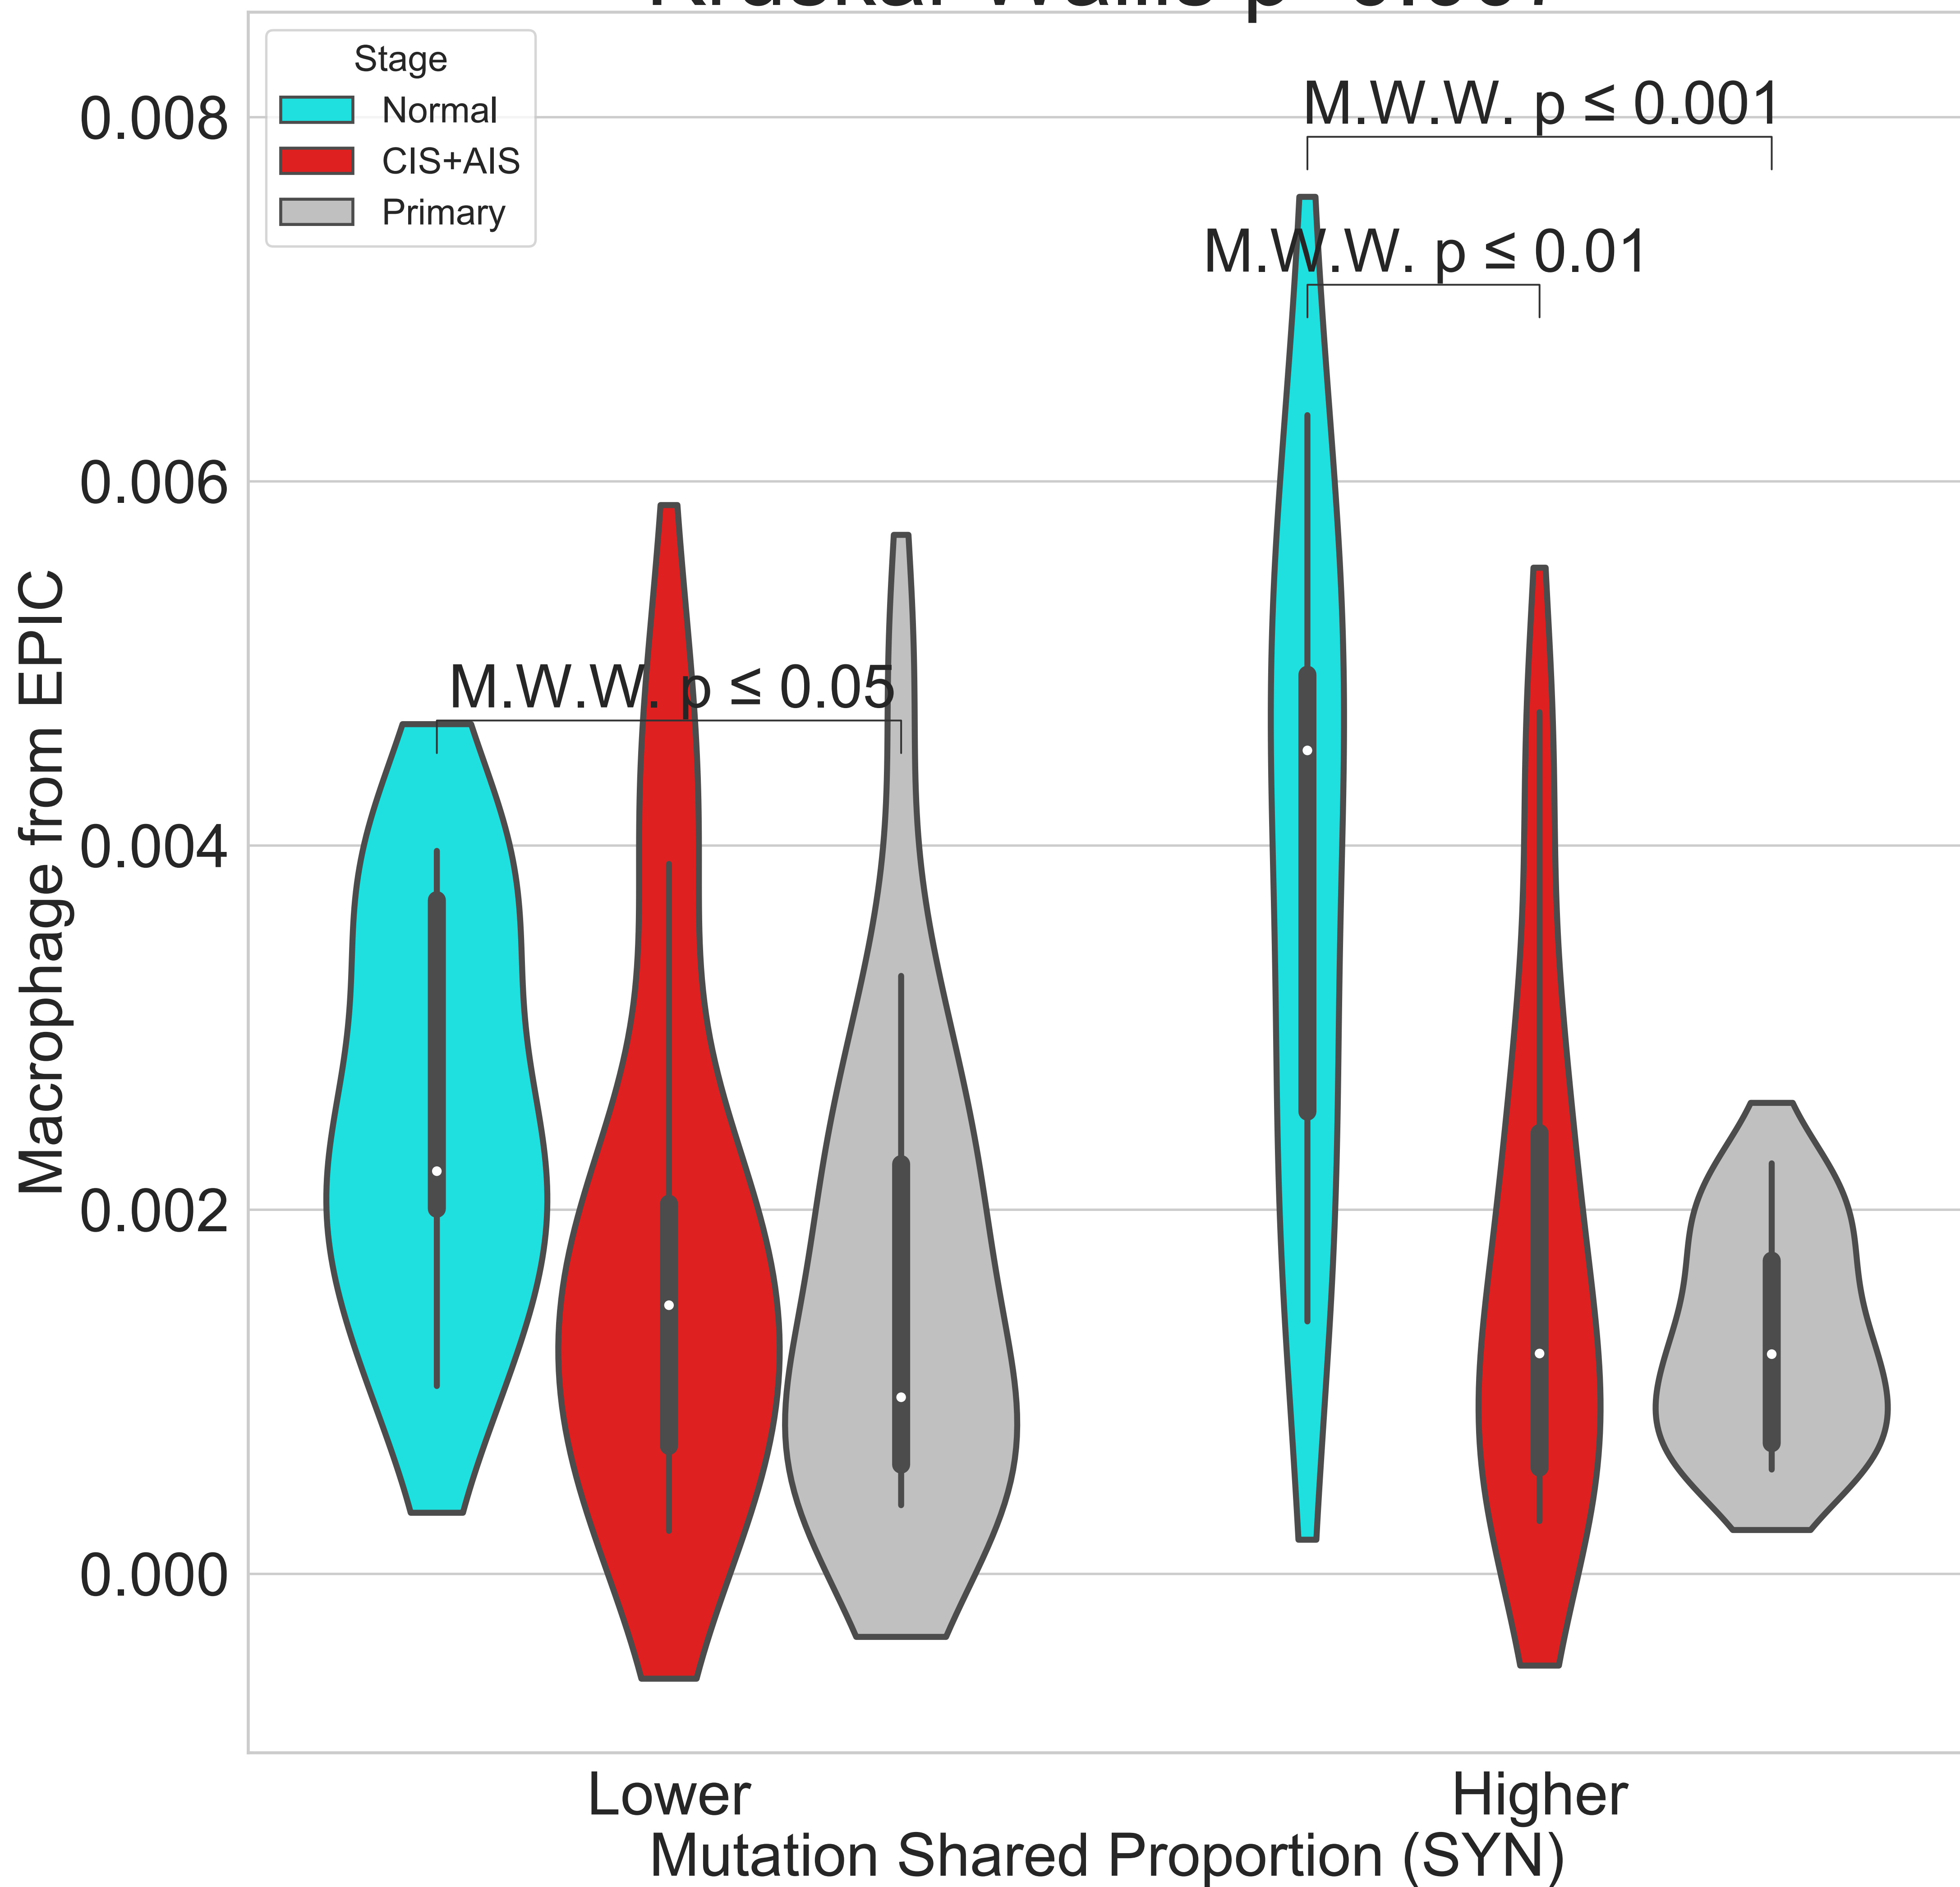 Stage
Normal
CIS+AIS
Primary
M.W.W. p ≤ 0.001
M.W.W. p ≤ 0.01
M.W.W. p ≤ 0.05
0.008
0.006
0.004
0.002
0.000
Macrophage from EPIC
Lower
Higher
Mutation Shared Proportion (SYN)